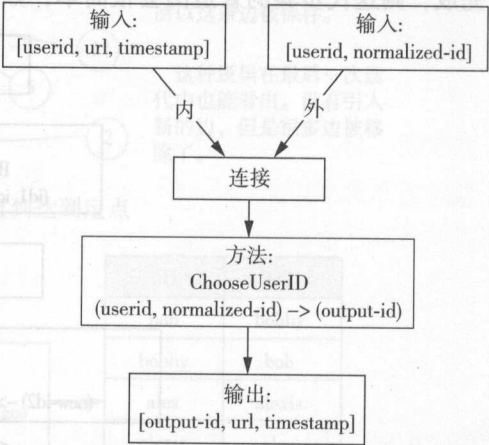 输入:
[userid, url, timestamp]
输入:
[userid, normalized-id]
内
外
连接
方法:
ChooseUserID
(userid, normalized-id) –> (output-id)
输出:
[output-id, url, timestamp]